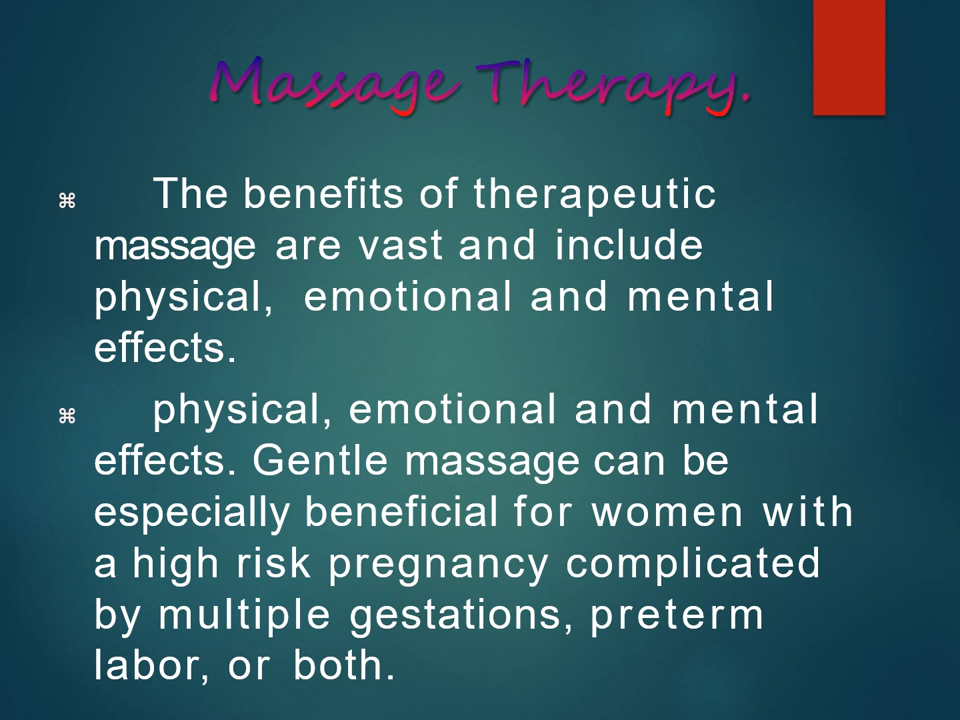 Massage Therapy.
⌘ The benefits of therapeutic
massage are vast and include
physical, emotional and mental
effects.
⌘ physical, emotional and mental
effects. Gentle massage can be
especially beneficial for women with
a high risk pregnancy complicated
by multiple gestations, preterm
labor, or both.